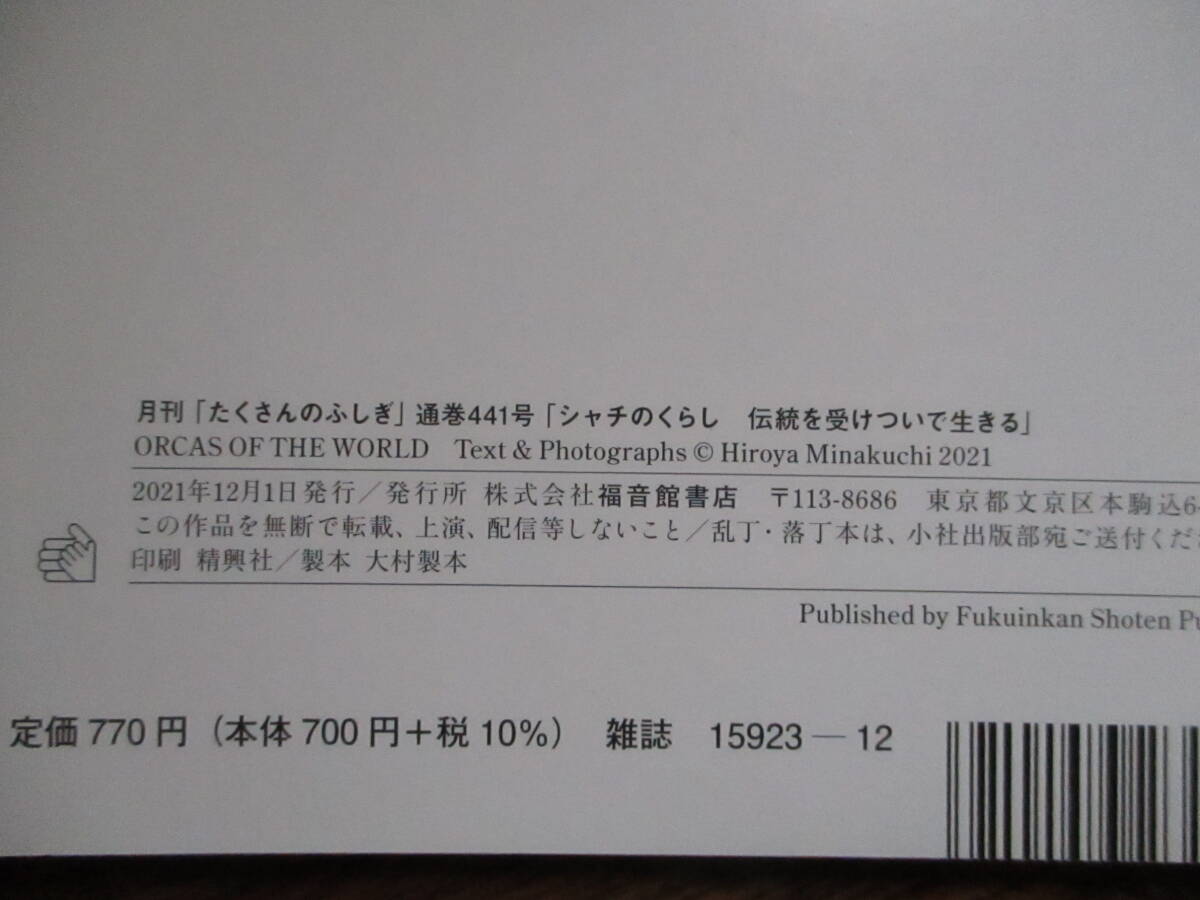 月刊「たくさんのふしぎ」通巻441号「シャチのくらし　伝統を受けついで生きる」
ORCAS OF THE WORLD　Text & Photographs © Hiroya Minakuchi 2021
2021年12月1日発行／発行所 株式会社福音館書店　〒113-8686　東京都文京区本駒込6-
この作品を無断で転載、上演、配信等しないこと／乱丁・落丁本は、小社出版部宛ご送付くださ
印刷 精興社／製本 大村製本
Published by Fukuinkan Shoten
定価 770 円（本体 700 円＋税 10%）　雑誌　15923 — 12